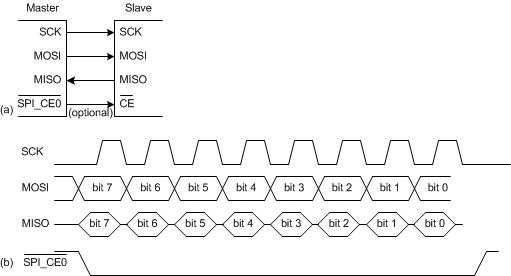 Master Slave
SCK SCK
MOSI MOSI
MISO MISO
(a) SPI_CE0 (optional) CE
SCK
MOSI bit 7 bit 6 bit 5 bit 4 bit 3 bit 2 bit 1 bit 0
MISO bit 7 bit 6 bit 5 bit 4 bit 3 bit 2 bit 1 bit 0
(b) SPI_CE0